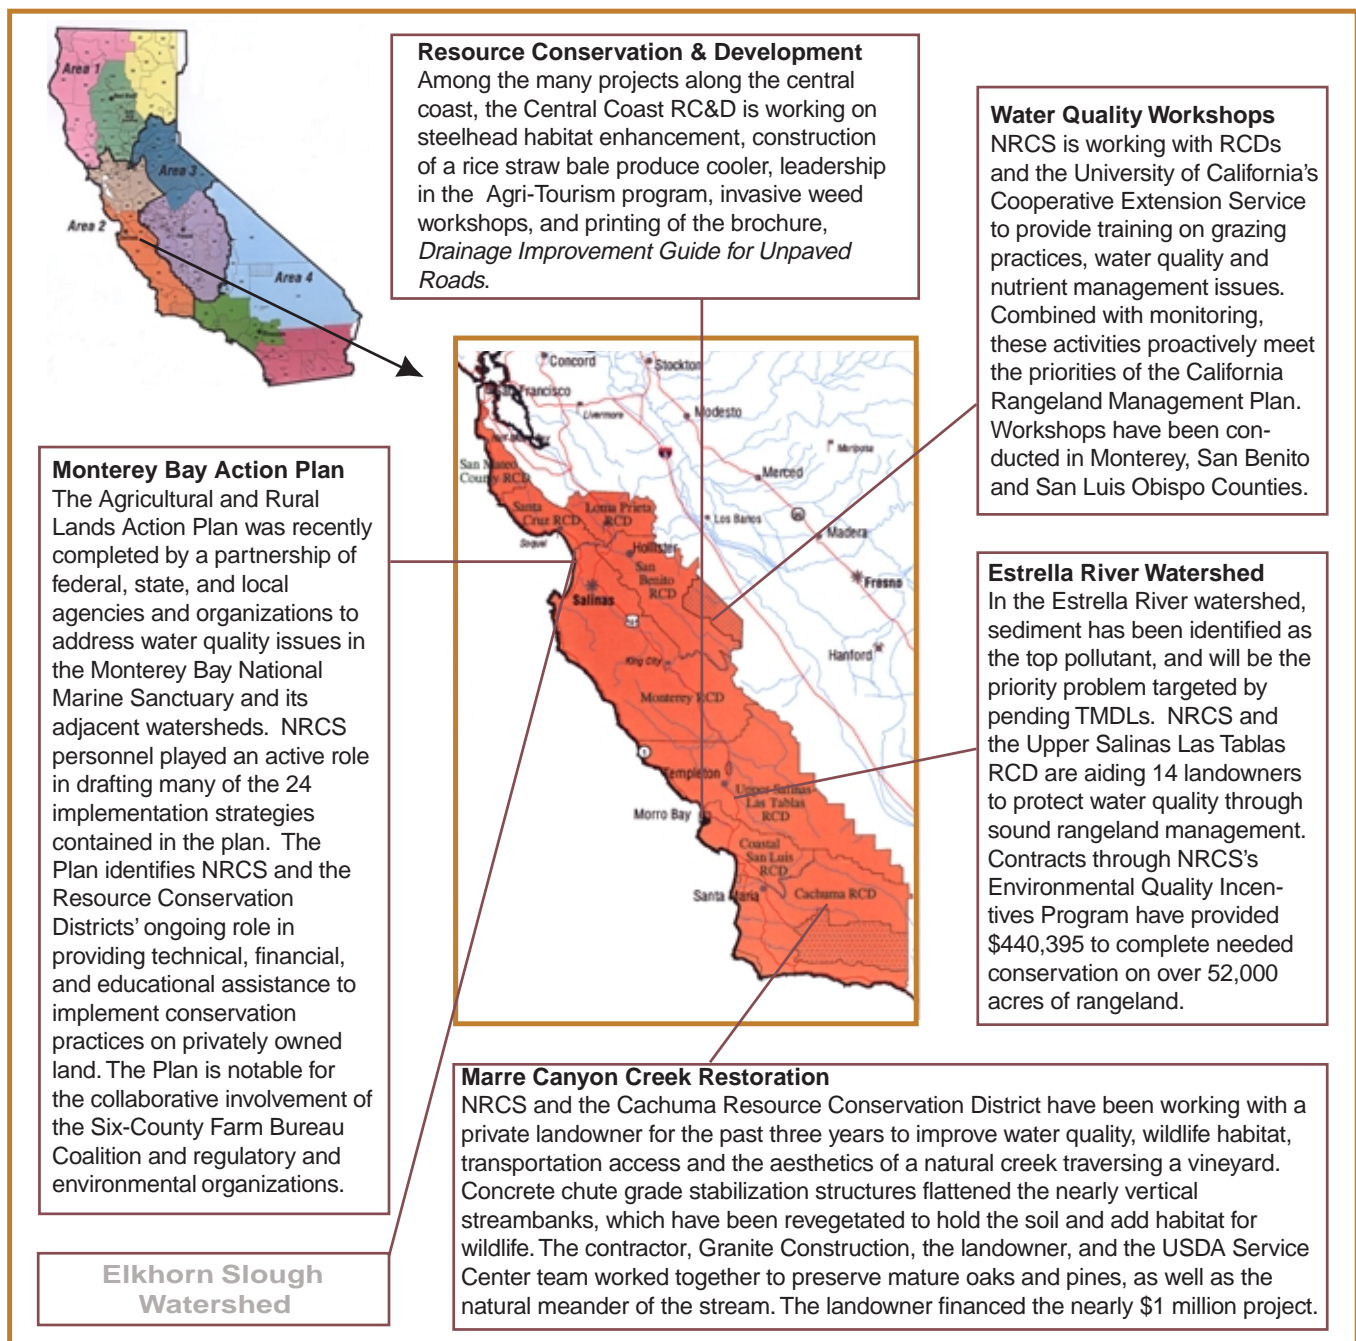 Area 1
Area 3
Area 2
Area 4
Resource Conservation & Development
Among the many projects along the central
coast, the Central Coast RC&D is working on
steelhead habitat enhancement, construction
of a rice straw bale produce cooler, leadership
in the Agri-Tourism program, invasive weed
workshops, and printing of the brochure,
Drainage Improvement Guide for Unpaved
Roads.
Water Quality Workshops
NRCS is working with RCDs
and the University of California’s
Cooperative Extension Service
to provide training on grazing
practices, water quality and
nutrient management issues.
Combined with monitoring,
these activities proactively meet
the priorities of the California
Rangeland Management Plan.
Workshops have been con-
ducted in Monterey, San Benito
and San Luis Obispo Counties.
Monterey Bay Action Plan
The Agricultural and Rural
Lands Action Plan was recently
completed by a partnership of
federal, state, and local
agencies and organizations to
address water quality issues in
the Monterey Bay National
Marine Sanctuary and its
adjacent watersheds. NRCS
personnel played an active role
in drafting many of the 24
implementation strategies
contained in the plan. The
Plan identifies NRCS and the
Resource Conservation
Districts’ ongoing role in
providing technical, financial,
and educational assistance to
implement conservation
practices on privately owned
land. The Plan is notable for
the collaborative involvement of
the Six-County Farm Bureau
Coalition and regulatory and
environmental organizations.
Concord
Stockton
San Francisco
Livermore
Modesto
Mariposa
San Mateo
County RCD
Merced
Santa
Cruz RCD
Loma Prieta
RCD
Los Banos
Madera
Soquel
Hollister
San
Benito
RCD
Fresno
Salinas
Hanford
King City
Monterey RCD
Templeton
Upper Salinas
Las Tablas
RCD
Morro Bay
Coastal
San Luis
RCD
Santa Maria
Cachuma RCD
Estrella River Watershed
In the Estrella River watershed,
sediment has been identified as
the top pollutant, and will be the
priority problem targeted by
pending TMDLs. NRCS and
the Upper Salinas Las Tablas
RCD are aiding 14 landowners
to protect water quality through
sound rangeland management.
Contracts through NRCS’s
Environmental Quality Incen-
tives Program have provided
$440,395 to complete needed
conservation on over 52,000
acres of rangeland.
Marre Canyon Creek Restoration
NRCS and the Cachuma Resource Conservation District have been working with a
private landowner for the past three years to improve water quality, wildlife habitat,
transportation access and the aesthetics of a natural creek traversing a vineyard.
Concrete chute grade stabilization structures flattened the nearly vertical
streambanks, which have been revegetated to hold the soil and add habitat for
wildlife. The contractor, Granite Construction, the landowner, and the USDA Service
Center team worked together to preserve mature oaks and pines, as well as the
natural meander of the stream. The landowner financed the nearly $1 million project.
Elkhorn Slough
Watershed